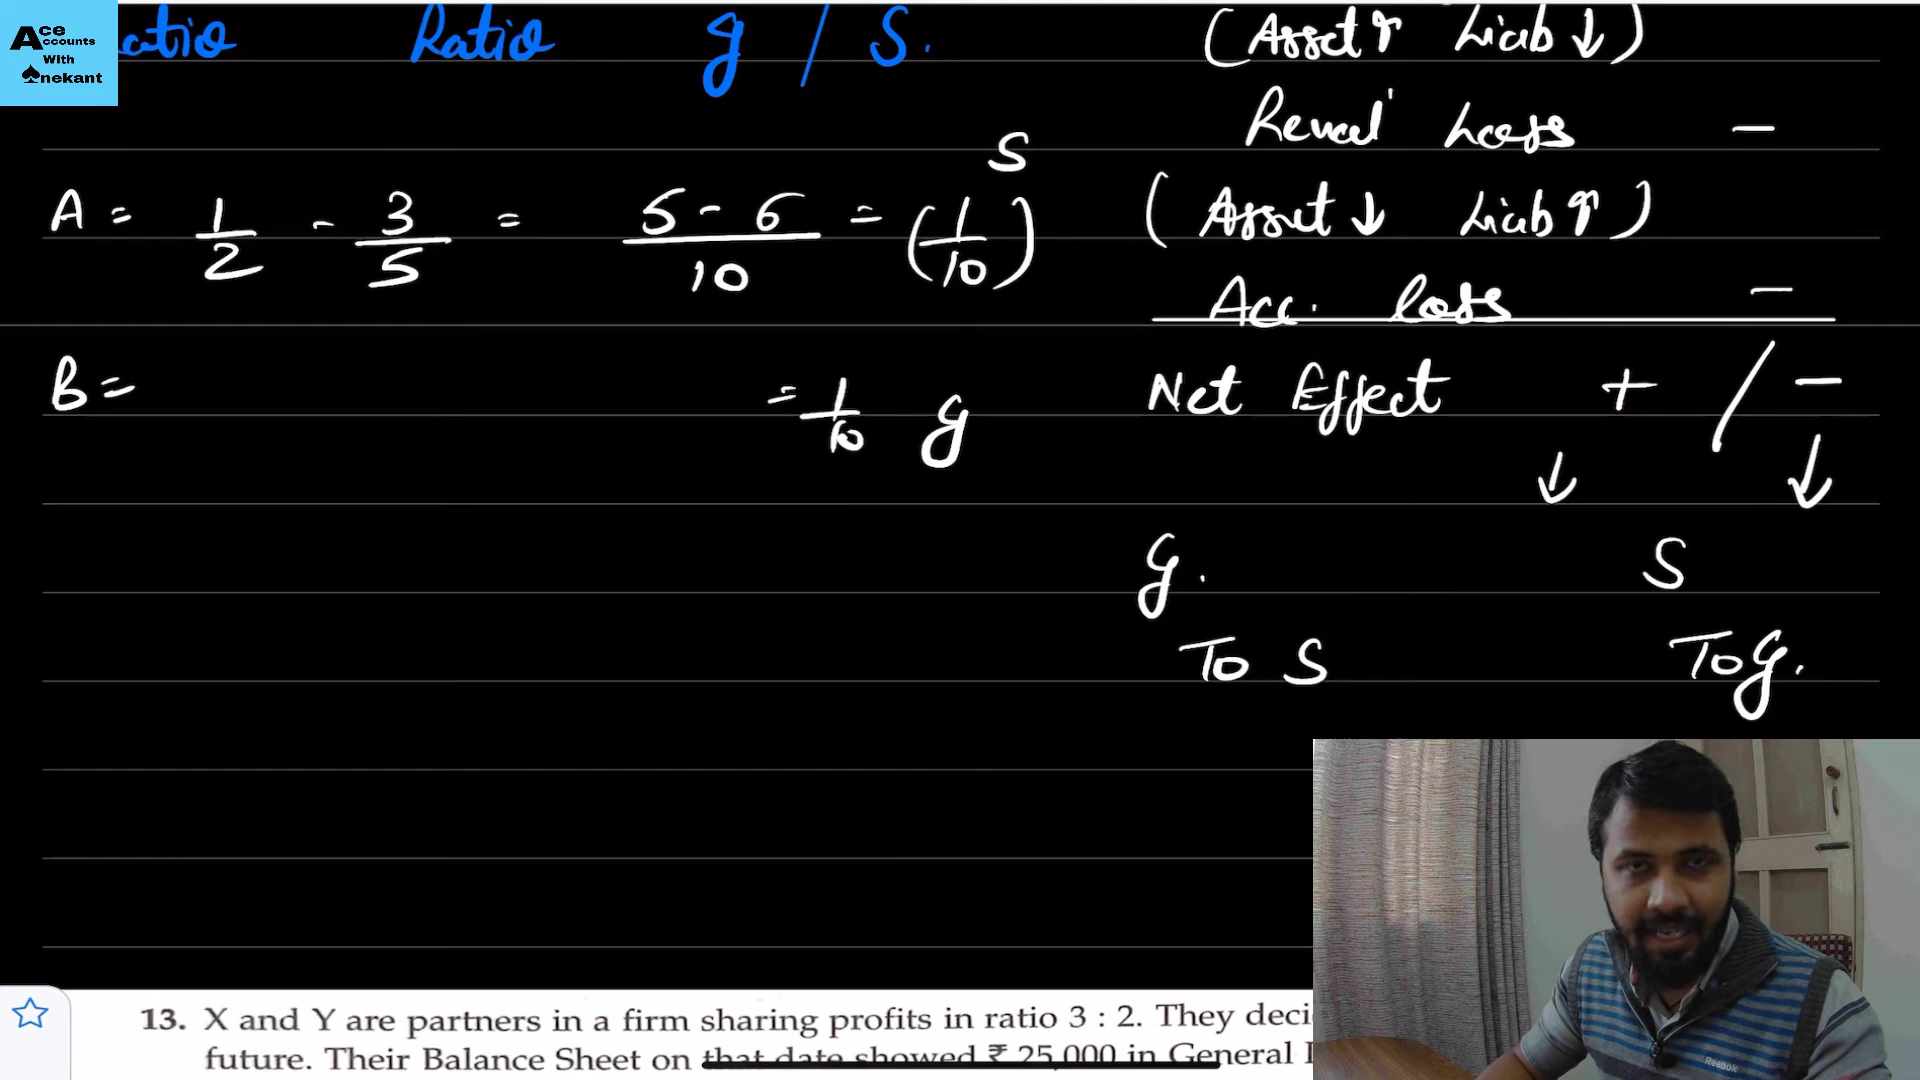 Ace
Accounts
With
Anekant
Ratio g / S.
S
A = 1/2 - 3/5 = 5 - 6/10 = (1/10)
B = = 1/10 g
(Asset ↑ Liab ↓)
Reval Loss -
(Asset ↓ Liab ↑)
Acc. loss -
Net Effect + / -
↓ ↓
g. S
To S To g.
13. X and Y are partners in a firm sharing profits in ratio 3 : 2. They
future. Their Balance Sheet on that date showed ₹ 25,000 in General
Reebok